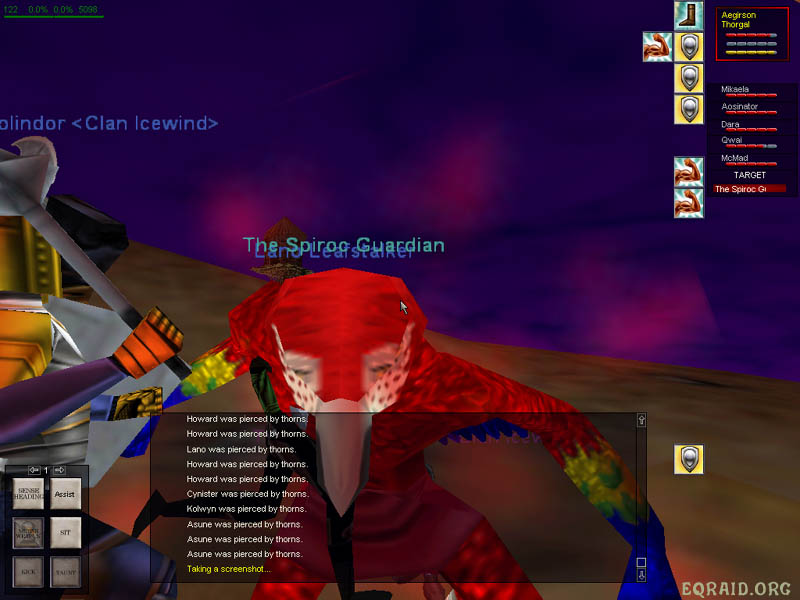 122 0.0% 0.0% 5098
Aegirson
Thorgal
olindor <Clan Icewind>
Mikaela
Aosinator
Dara
Qwai
McMad
TARGET
The Spiroc G
The Spiroc Guardian
Lano Leafstalker
Howard was pierced by thorns.
Howard was pierced by thorns.
Lano was pierced by thorns.
Howard was pierced by thorns.
Howard was pierced by thorns.
Cynister was pierced by thorns.
Kolwyn was pierced by thorns.
Asune was pierced by thorns.
Asune was pierced by thorns.
Asune was pierced by thorns.
Taking a screenshot...
1
SENSE HEADING
Assist
SIT
KICK
TAUNT
EQRAID.ORG